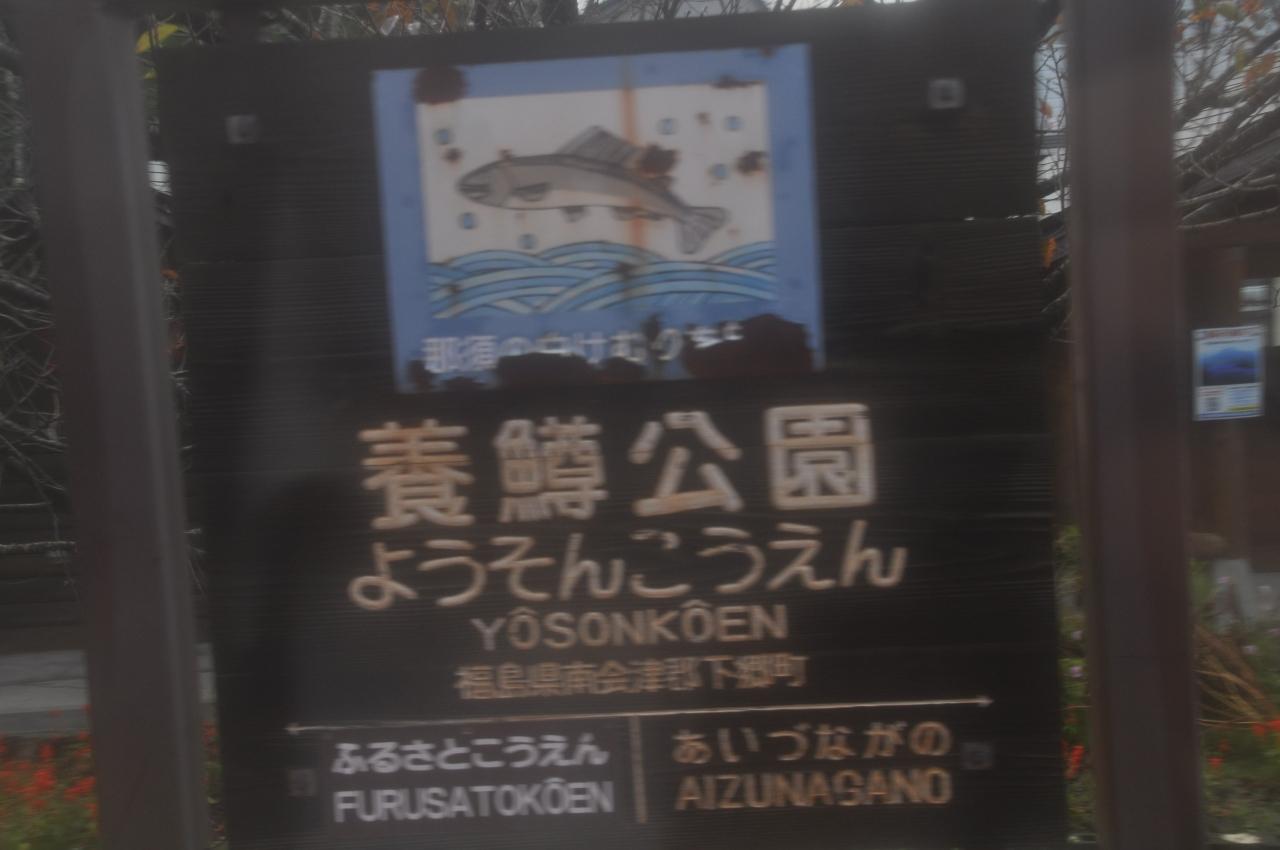 養鱒公園
ようそんこうえん
YÔSONKÔEN
福島県南会津郡下郷町
ふるさとこうえん
FURUSATOKÔEN
あいづながの
AIZUNAGANO